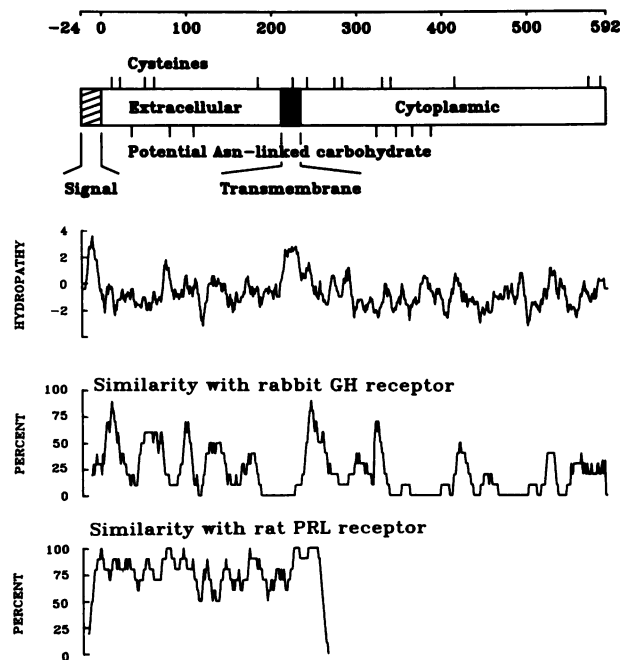 -24 0 100 200 300 400 500 592
Cysteines
Extracellular Cytoplasmic
Potential Asn-linked carbohydrate
Signal Transmembrane
HYDROPATHY
4
2
0
-2
Similarity with rabbit GH receptor
PERCENT
100
75
50
25
0
Similarity with rat PRL receptor
PERCENT
100
75
50
25
0